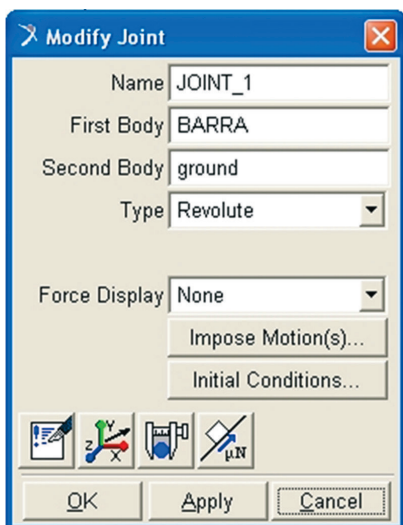 Modify Joint
Name JOINT_1
First Body BARRA
Second Body ground
Type Revolute
Force Display None
Impose Motion(s)...
Initial Conditions...
Z Y X μN
OK Apply Cancel